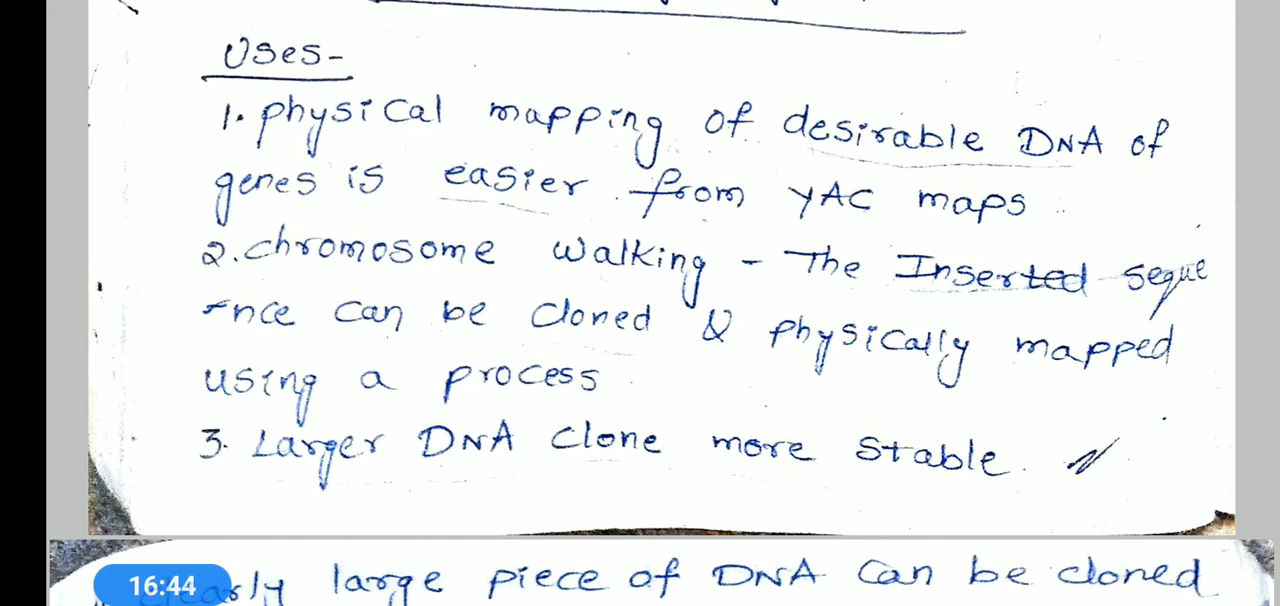 Uses-
1. physical mapping of desirable DNA of
genes is easier from YAC maps
2. chromosome walking - The Inserted seque
nce can be cloned & physically mapped
using a process
3. Larger DNA clone more stable.
large piece of DNA can be cloned
16:44